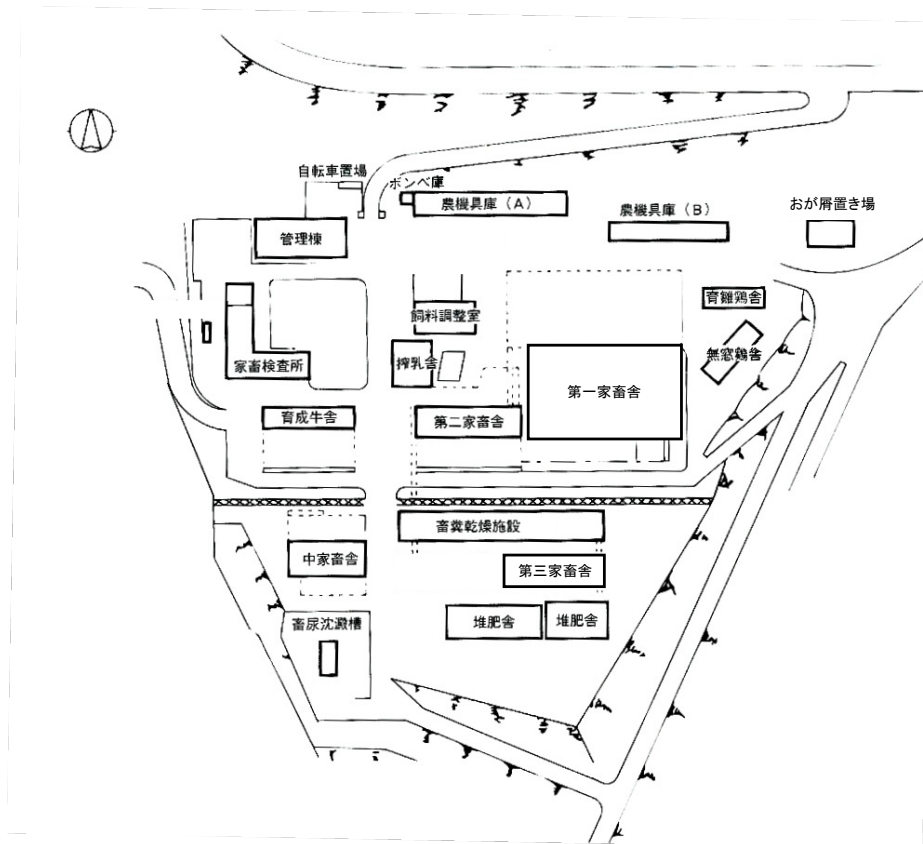 自転車置場
ボンベ庫
農機具庫（A）
農機具庫（B）
おが屑置き場
管理棟
育雛鶏舎
飼料調整室
無窓鶏舎
搾乳舎
家畜検査所
第一家畜舎
育成牛舎
第二家畜舎
畜糞乾燥施設
中家畜舎
第三家畜舎
堆肥舎
堆肥舎
畜尿沈澱槽